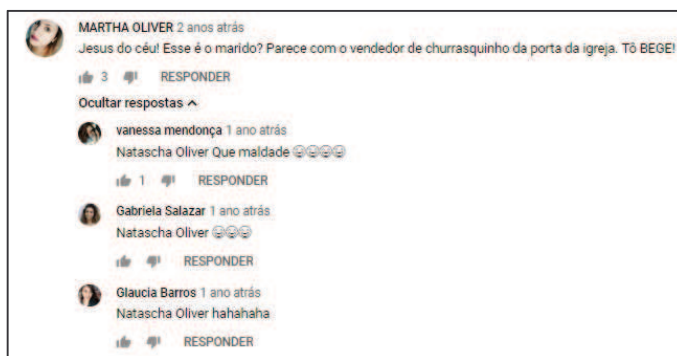 MARTHA OLIVER 2 anos atrás
Jesus do céu! Esse é o marido? Parece com o vendedor de churrasquinho da porta da igreja. Tô BEGE!
3 RESPONDER
Ocultar respostas
vanessa mendonça 1 ano atrás
Natascha Oliver Que maldade 😄😄😄😄
1 RESPONDER
Gabriela Salazar 1 ano atrás
Natascha Oliver 😄😄😄
RESPONDER
Glaucia Barros 1 ano atrás
Natascha Oliver hahahaha
RESPONDER